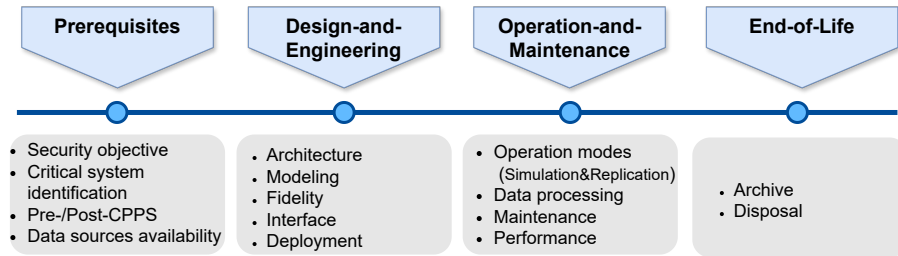 Prerequisites
• Security objective
• Critical system
identification
• Pre-/Post-CPPS
• Data sources availability
Design-and-
Engineering
• Architecture
• Modeling
• Fidelity
• Interface
• Deployment
Operation-and-
Maintenance
• Operation modes
(Simulation&Replication)
• Data processing
• Maintenance
• Performance
End-of-Life
• Archive
• Disposal